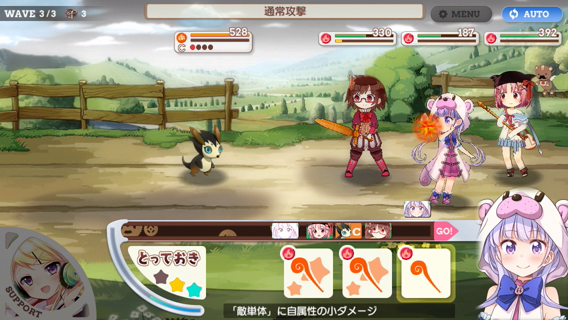 WAVE 3/3
3
通常攻撃
MENU
AUTO
528
C
330
187
392
C
GO!
とっておき
SUPPORT
「敵単体」に自属性の小ダメージ